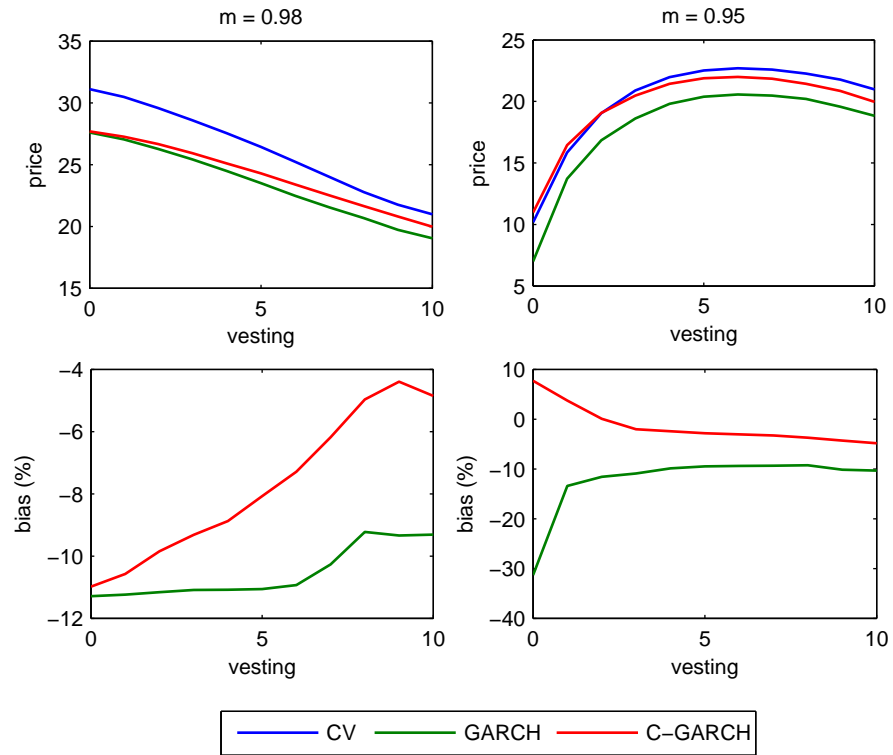 m = 0.98
35
30
25
20
15
price
0
5
10
vesting
m = 0.95
25
20
15
10
5
price
0
5
10
vesting
−4
−6
−8
−10
−12
bias (%)
0
5
10
vesting
10
0
−10
−20
−30
−40
bias (%)
0
5
10
vesting
CV
GARCH
C−GARCH